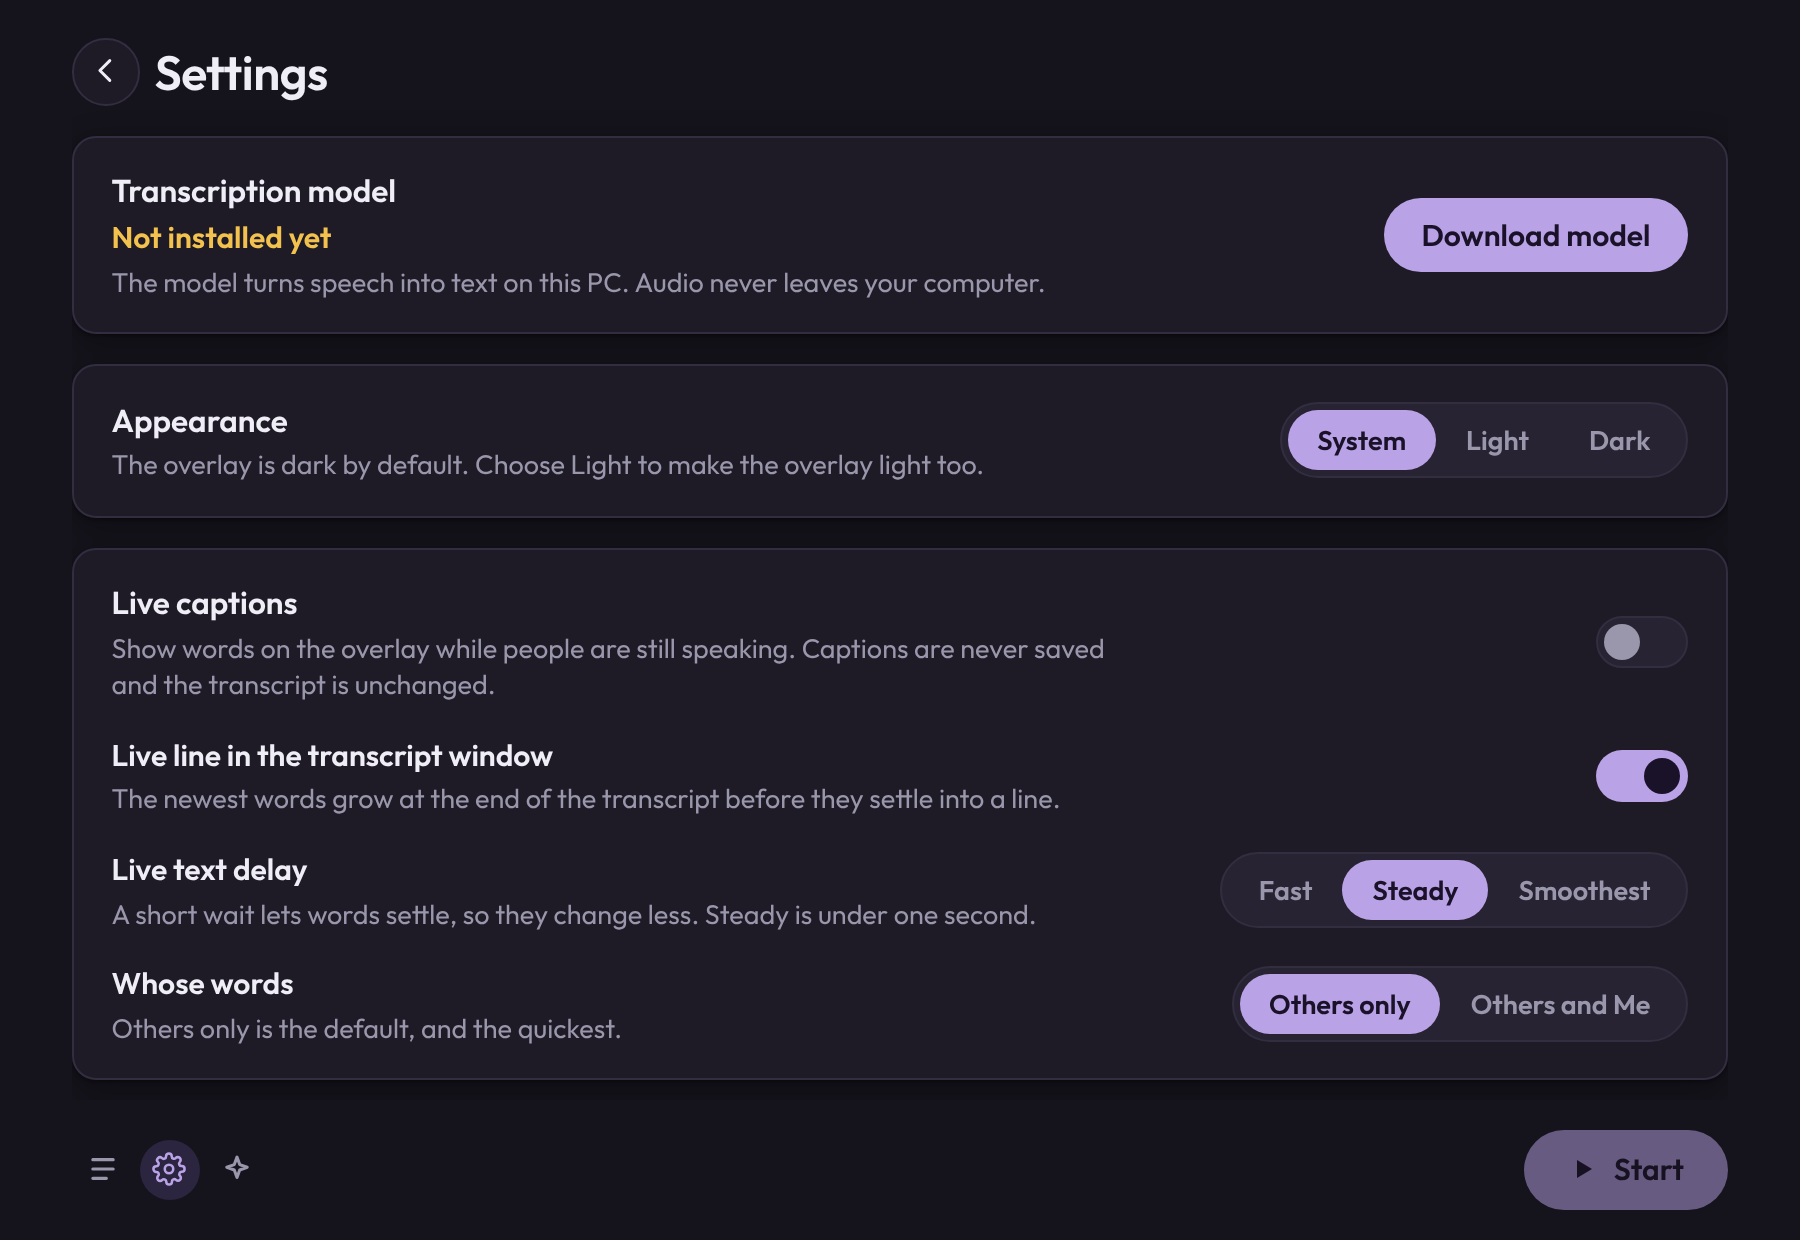 Settings
Transcription model
Not installed yet
The model turns speech into text on this PC. Audio never leaves your computer.
Download model
Appearance
The overlay is dark by default. Choose Light to make the overlay light too.
System
Light
Dark
Live captions
Show words on the overlay while people are still speaking. Captions are never saved
and the transcript is unchanged.
Live line in the transcript window
The newest words grow at the end of the transcript before they settle into a line.
Live text delay
A short wait lets words settle, so they change less. Steady is under one second.
Fast
Steady
Smoothest
Whose words
Others only is the default, and the quickest.
Others only
Others and Me
Start